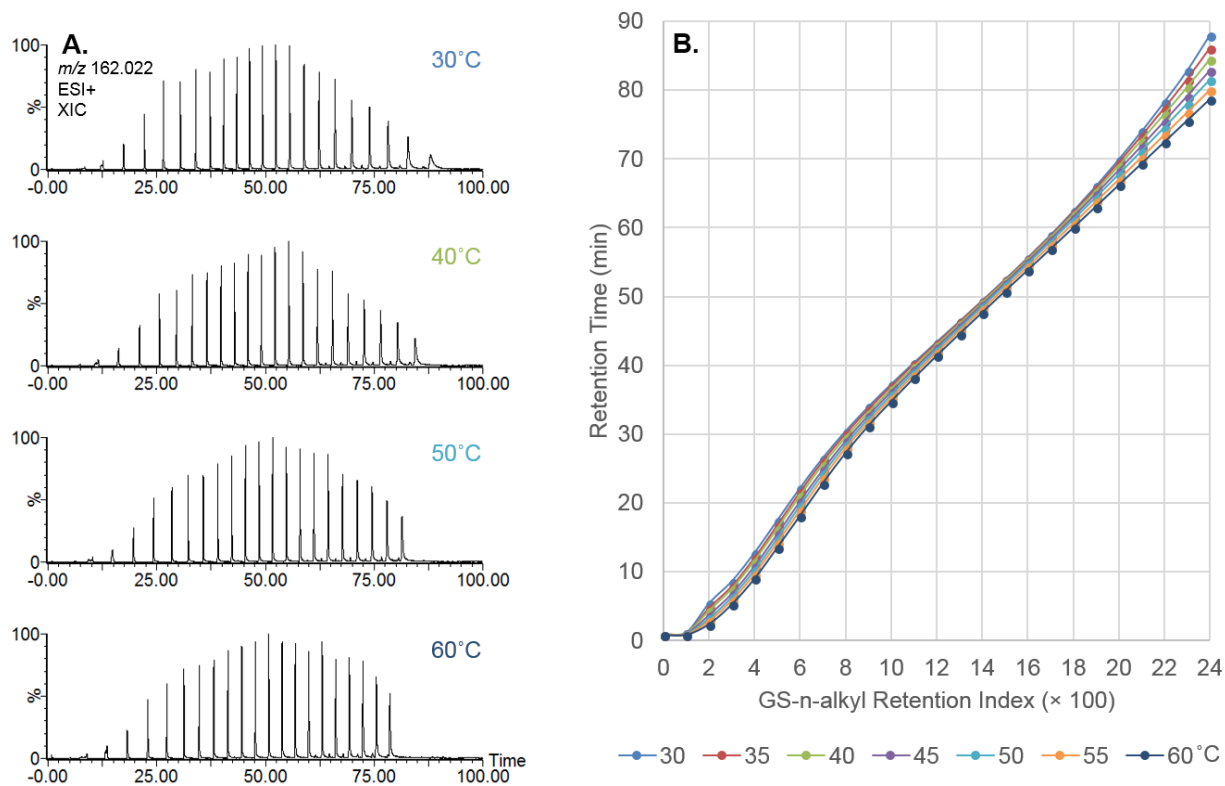 A.
m/z 162.022
ESI+
XIC
30˚C
100
%
0
-0.00 25.00 50.00 75.00 100.00
40˚C
100
%
0
-0.00 25.00 50.00 75.00 100.00
50˚C
100
%
0
-0.00 25.00 50.00 75.00 100.00
60˚C
100
%
0
Time
-0.00 25.00 50.00 75.00 100.00
B.
90
80
70
60
50
40
30
20
10
0
Retention Time (min)
0 2 4 6 8 10 12 14 16 18 20 22 24
GS-n-alkyl Retention Index (× 100)
30 35 40 45 50 55 60˚C